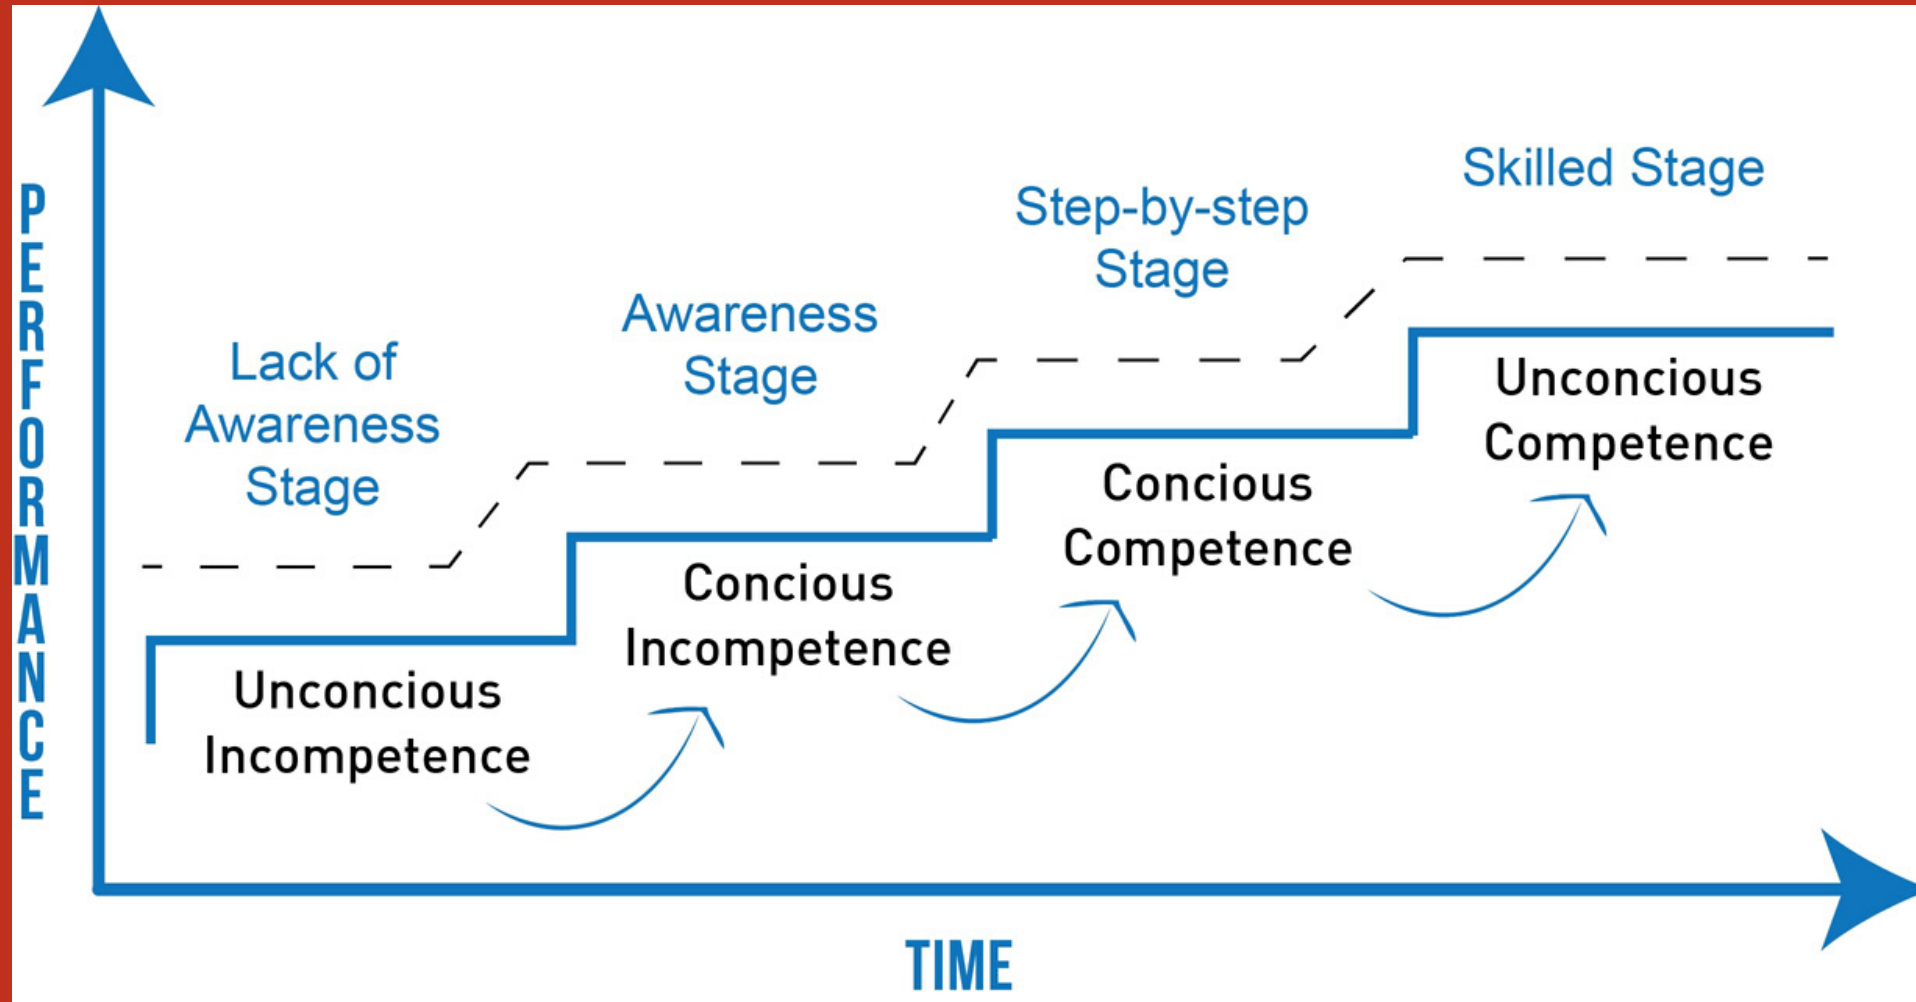 PERFORMANCE
Lack of
Awareness
Stage
Unconcious
Incompetence
Awareness
Stage
Concious
Incompetence
Step-by-step
Stage
Concious
Competence
Skilled Stage
Unconcious
Competence
TIME